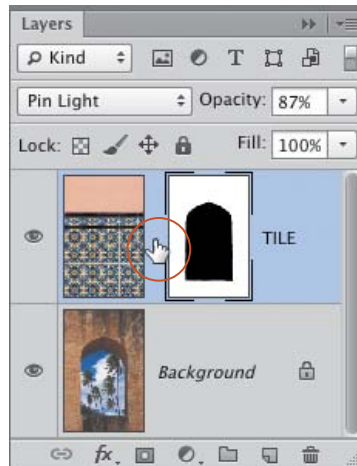 Layers
Kind
T
Pin Light Opacity: 87%
Lock: Fill: 100%
TILE
Background
fx